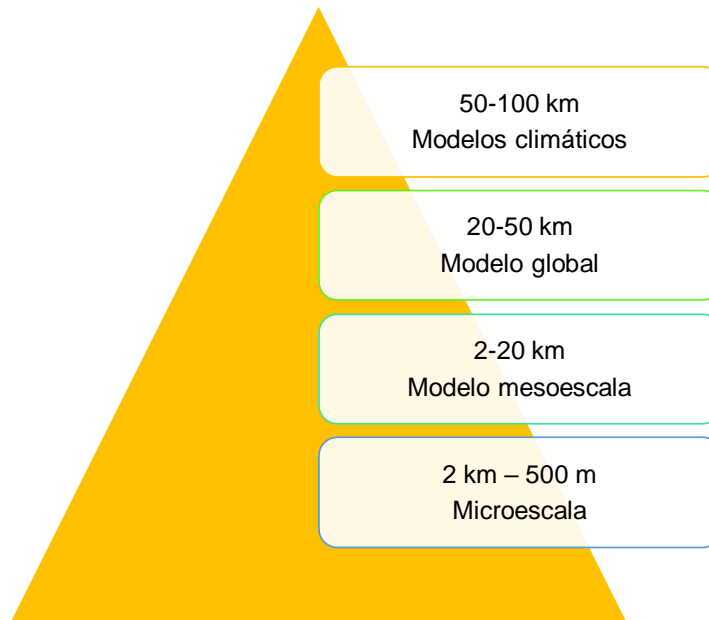 50-100 km
Modelos climáticos
20-50 km
Modelo global
2-20 km
Modelo mesoescala
2 km – 500 m
Microescala